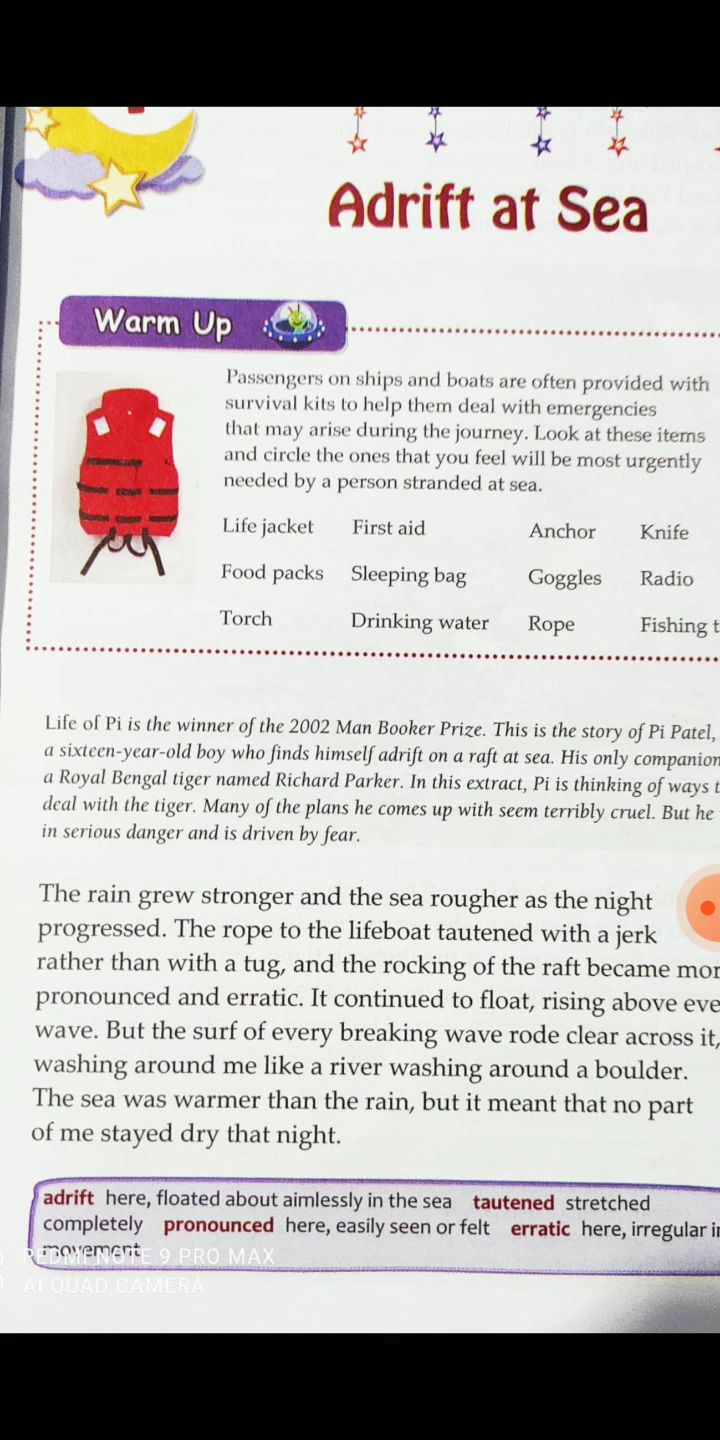 Adrift at Sea
Warm Up
Passengers on ships and boats are often provided with
survival kits to help them deal with emergencies
that may arise during the journey. Look at these items
and circle the ones that you feel will be most urgently
needed by a person stranded at sea.
Life jacket First aid Anchor Knife
Food packs Sleeping bag Goggles Radio
Torch Drinking water Rope Fishing t
Life of Pi is the winner of the 2002 Man Booker Prize. This is the story of Pi Patel,
a sixteen-year-old boy who finds himself adrift on a raft at sea. His only companion
a Royal Bengal tiger named Richard Parker. In this extract, Pi is thinking of ways t
deal with the tiger. Many of the plans he comes up with seem terribly cruel. But he
in serious danger and is driven by fear.
The rain grew stronger and the sea rougher as the night
progressed. The rope to the lifeboat tautened with a jerk
rather than with a tug, and the rocking of the raft became mor
pronounced and erratic. It continued to float, rising above eve
wave. But the surf of every breaking wave rode clear across it,
washing around me like a river washing around a boulder.
The sea was warmer than the rain, but it meant that no part
of me stayed dry that night.
adrift here, floated about aimlessly in the sea tautened stretched
completely pronounced here, easily seen or felt erratic here, irregular in
movement
REDMI NOTE 9 PRO MAX
AI QUAD CAMERA